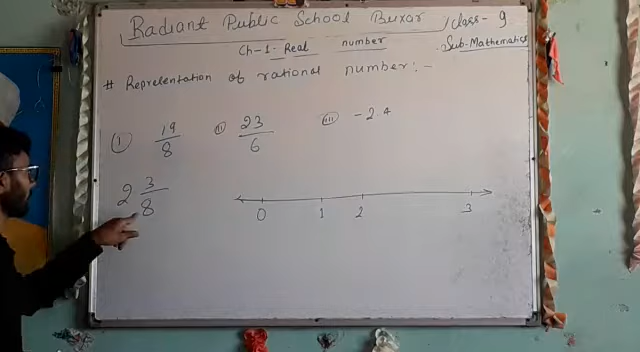 Radiant Public School Buxar / class - 9
Ch-1- Real number Sub-Mathematics
# Representation of rational number:-
(i) 19/8 (ii) 23/6 (iii) -2.4
2 3/8
0 1 2 3